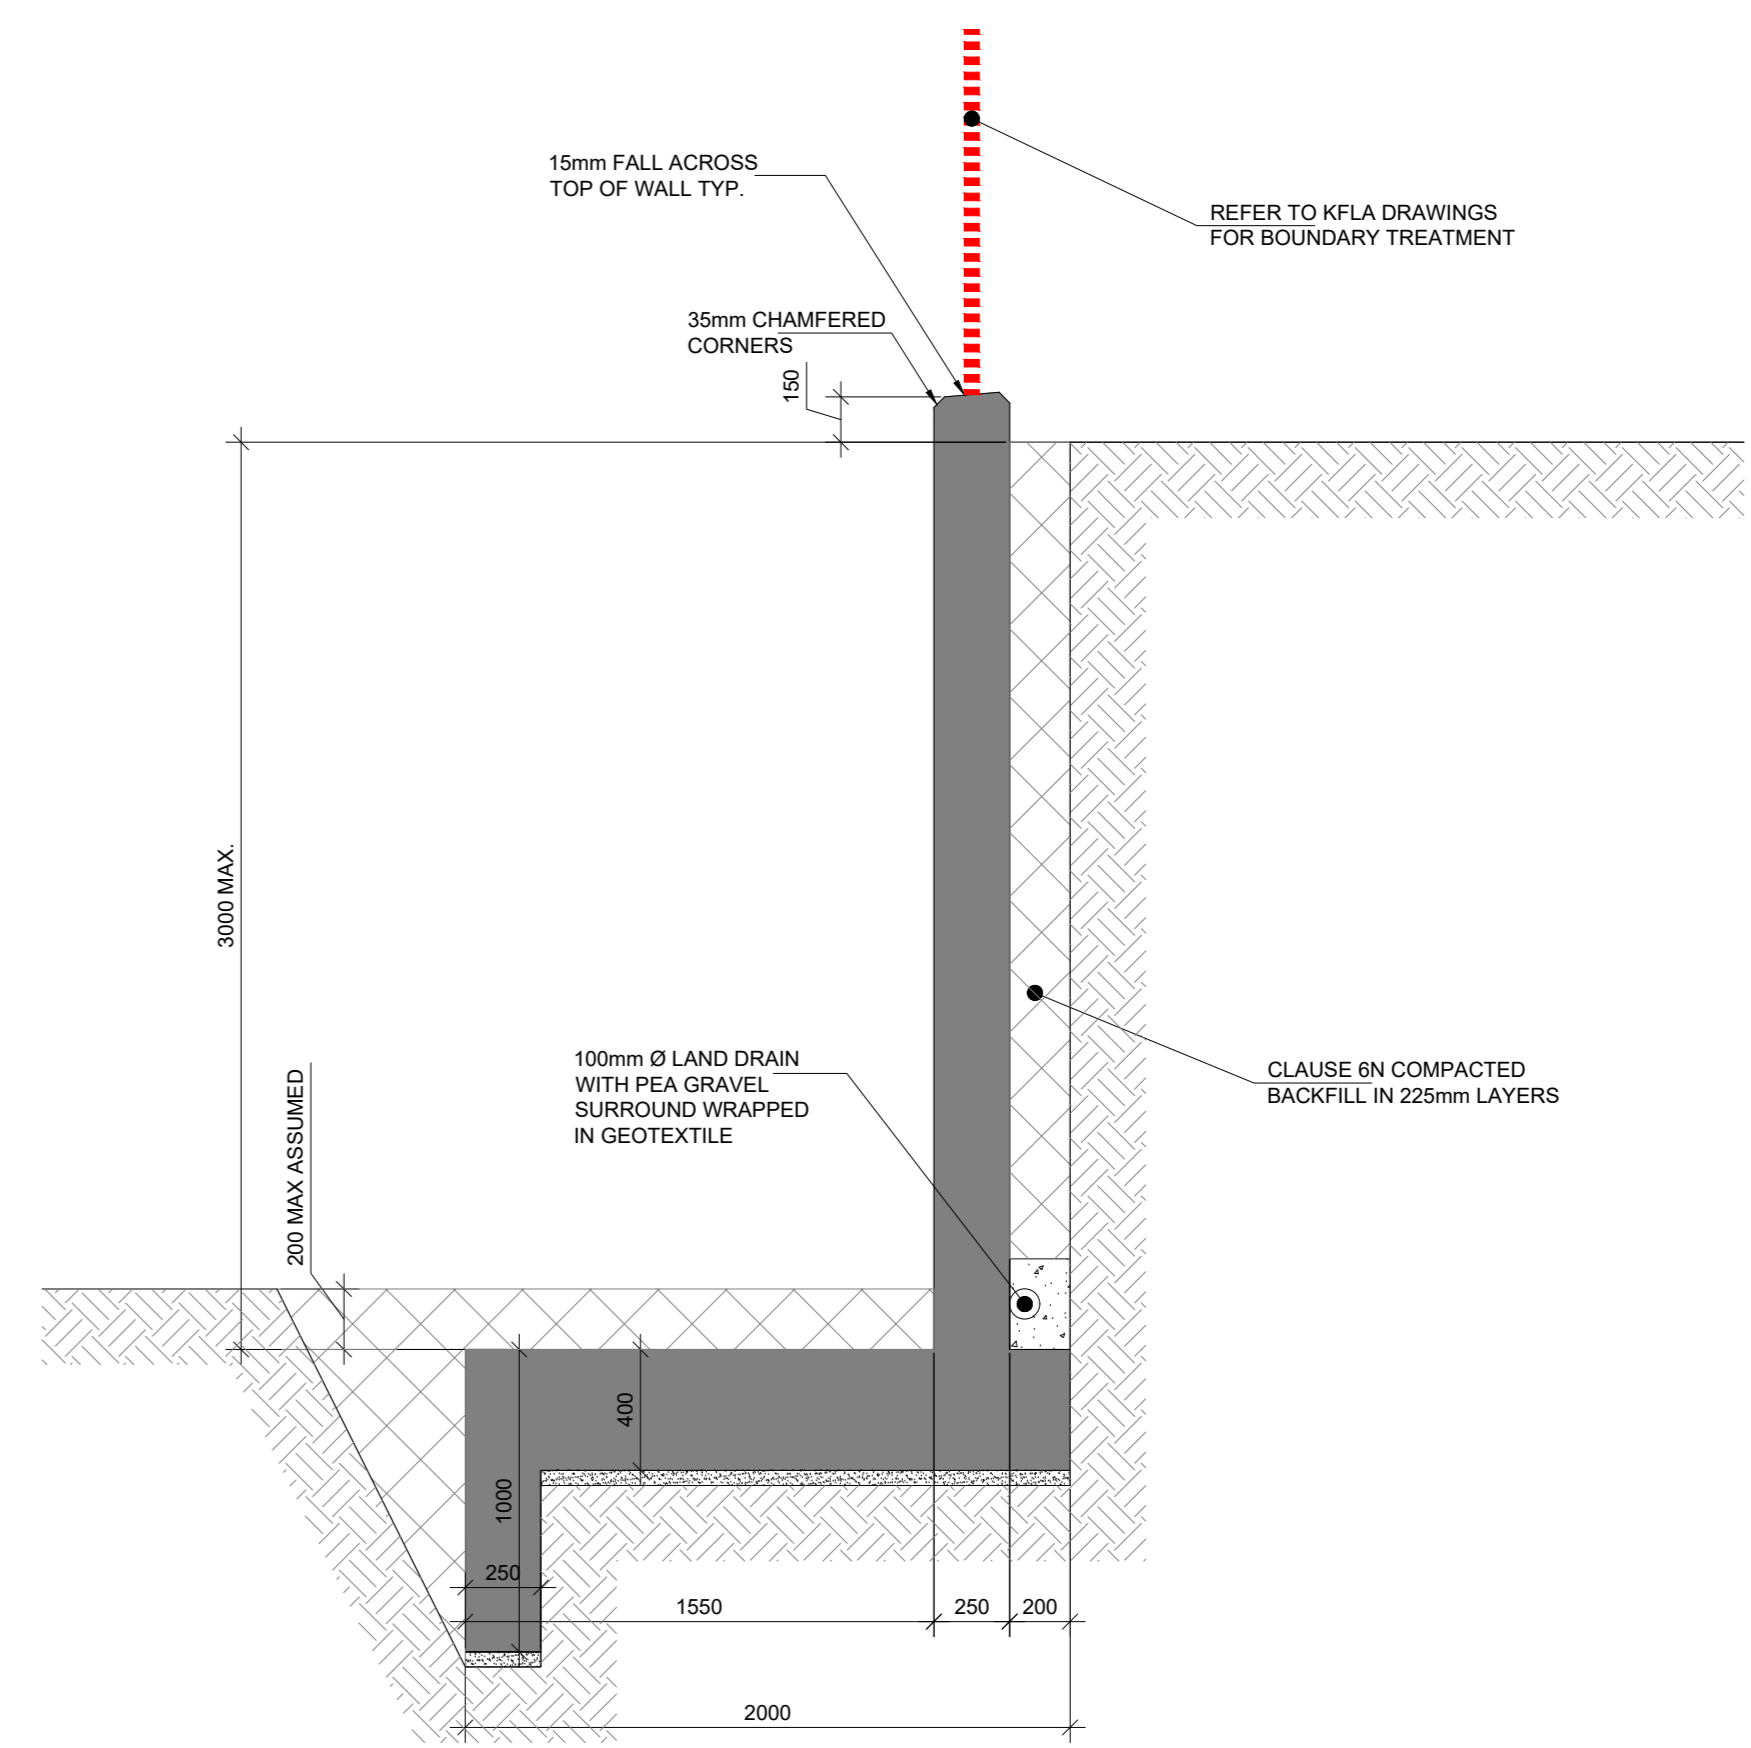 15mm FALL ACROSS
TOP OF WALL TYP.
REFER TO KFLA DRAWINGS
FOR BOUNDARY TREATMENT
35mm CHAMFERED
CORNERS
150
3000 MAX.
100mm Ø LAND DRAIN
WITH PEA GRAVEL
SURROUND WRAPPED
IN GEOTEXTILE
CLAUSE 6N COMPACTED
BACKFILL IN 225mm LAYERS
200 MAX ASSUMED
400
1000
250
1550
250
200
2000